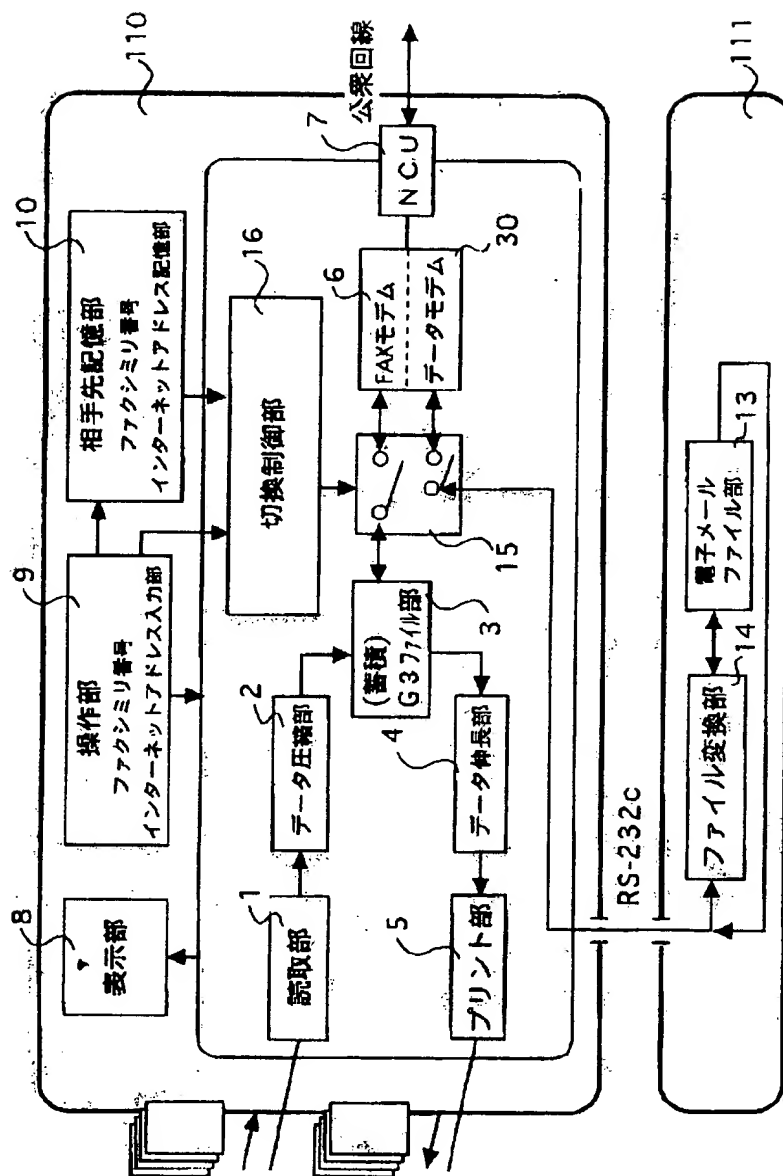 110
8
表示部
9
操作部
ファクシミリ番号
インターネットアドレス入力部
10
相手先記憶部
ファクシミリ番号
インターネットアドレス記憶部
16
切換制御部
公衆回線
7
NCU
1
読取部
2
データ圧縮部
(蓄積)
G3ファイル部
3
15
6
FAXモデム
データモデム
30
4
データ伸長部
5
プリント部
RS-232c
111
ファイル変換部
14
電子メール
ファイル部
13